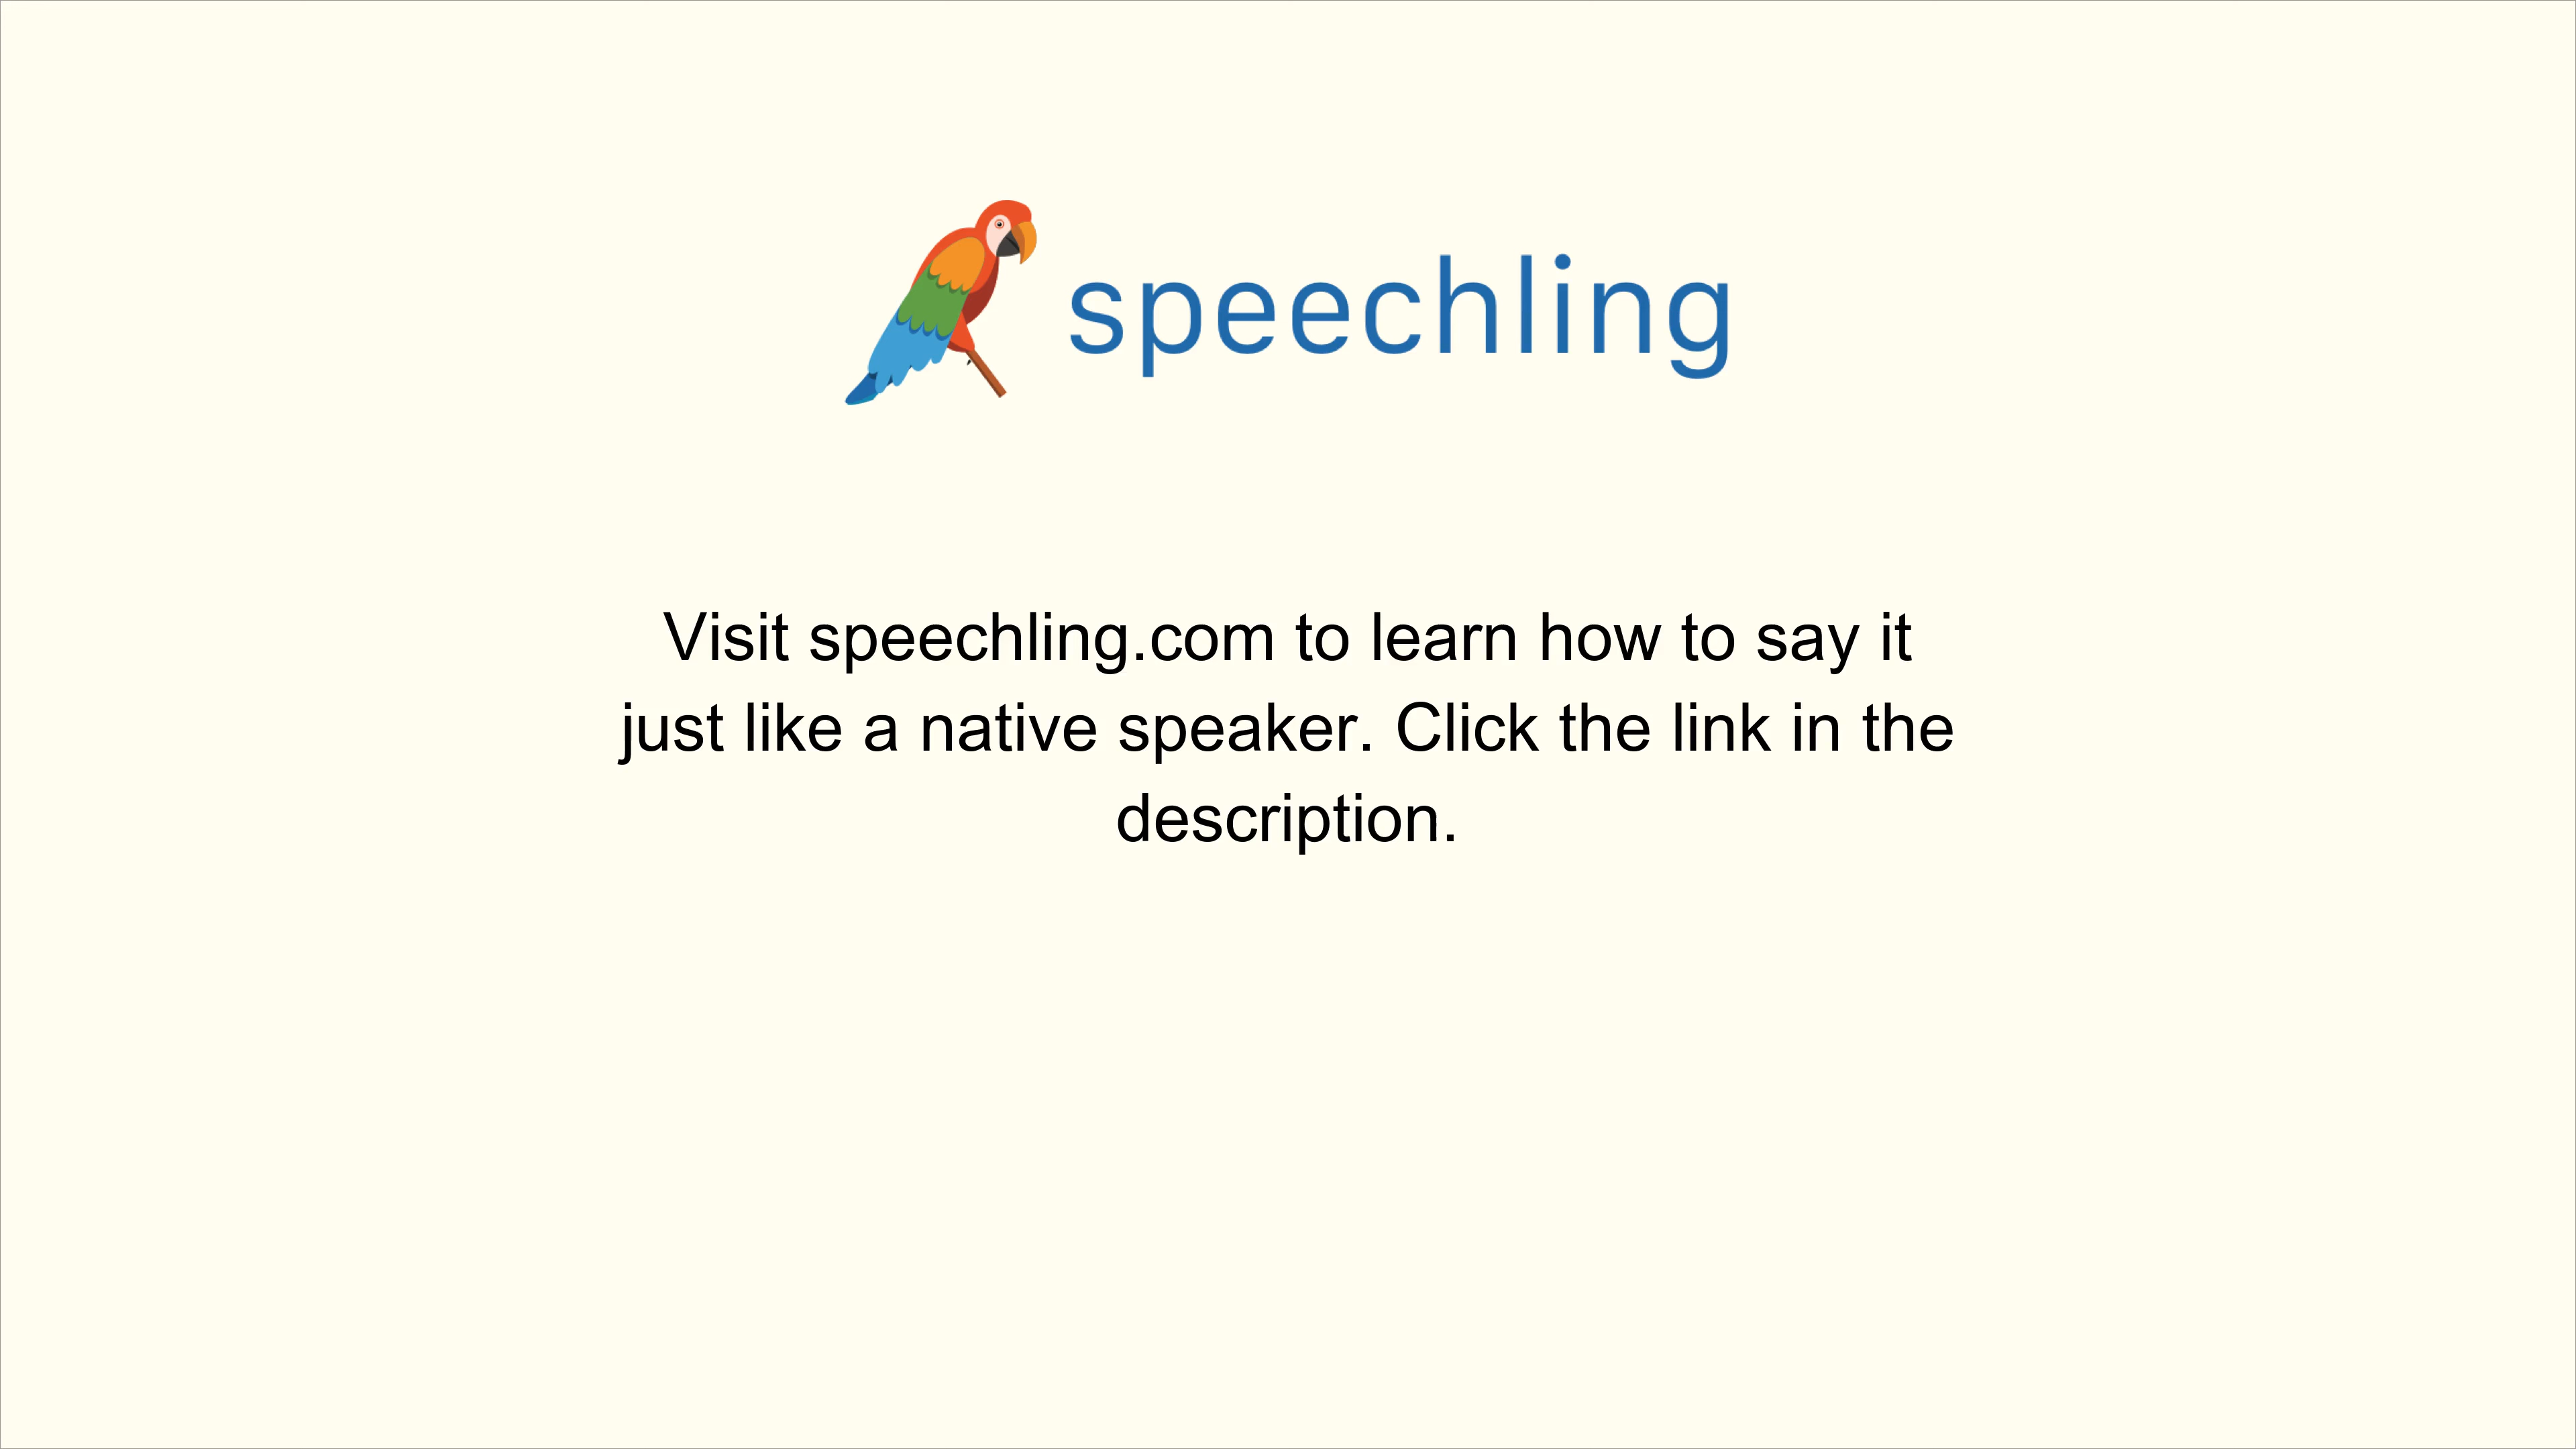 speechling
Visit speechling.com to learn how to say it
just like a native speaker. Click the link in the
description.